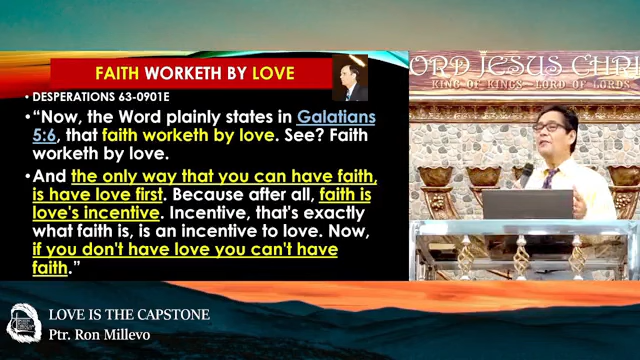 FAITH WORKETH BY LOVE
• DESPERATIONS 63-0901E
• “Now, the Word plainly states in Galatians
5:6, that faith worketh by love. See? Faith
worketh by love.
• And the only way that you can have faith,
is have love first. Because after all, faith is
love's incentive. Incentive, that's exactly
what faith is, is an incentive to love. Now,
if you don't have love you can't have
faith.”
ORD JESUS CHRI
KING OF KINGS - LORD OF LORDS
LOVE IS THE CAPSTONE
Ptr. Ron Millevo